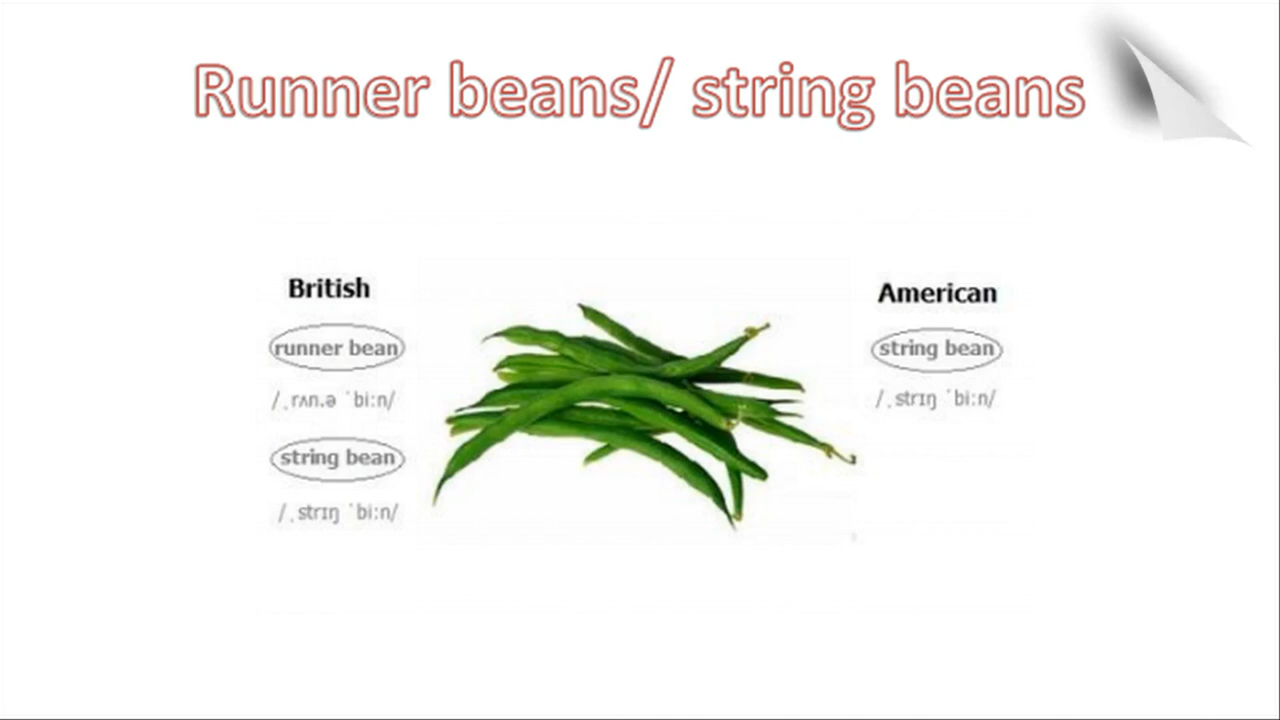 Runner beans/ string beans
British
runner bean
/ˌrʌn.ə ˈbiːn/
string bean
/ˌstrɪŋ ˈbiːn/
American
string bean
/ˌstrɪŋ ˈbiːn/